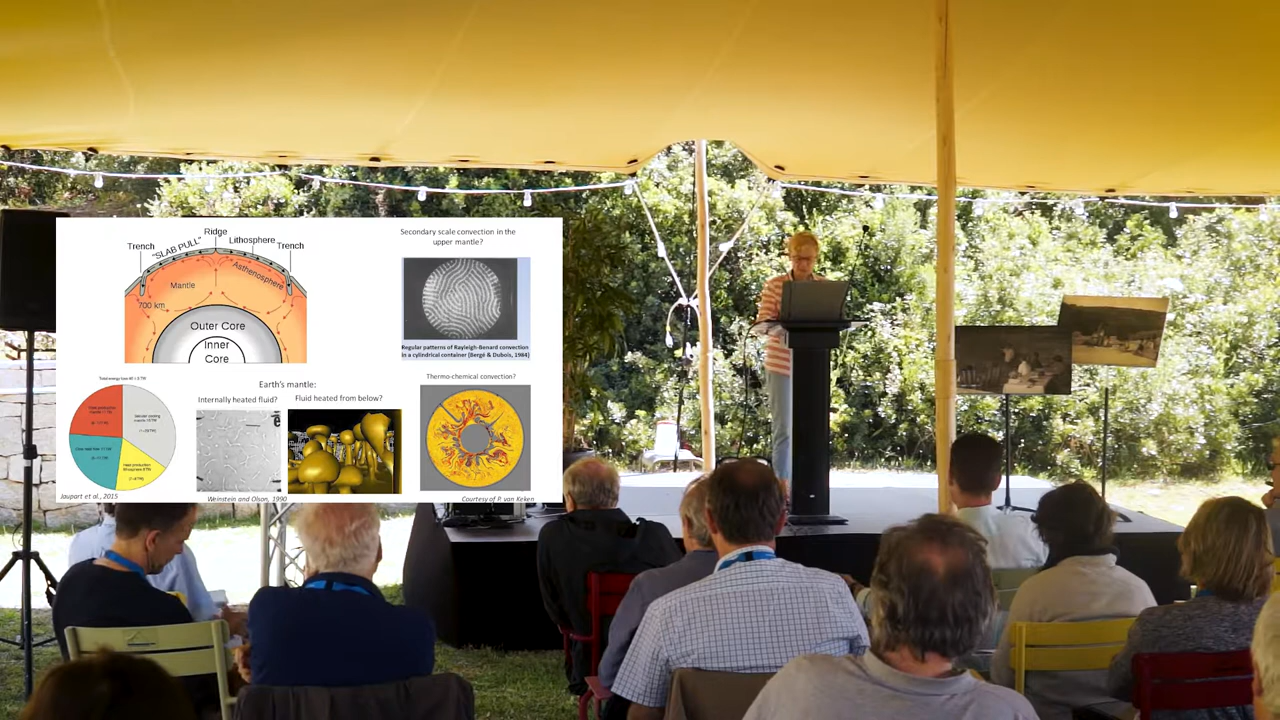 Ridge
Trench "SLAB PULL" Lithosphere Trench
Asthenosphere
Mantle
700 km
Outer Core
Inner
Core
Secondary scale convection in the
upper mantle?
Regular patterns of Rayleigh-Benard convection
in a cylindrical container (Bergé & Dubois, 1984)
Earth's mantle:
Internally heated fluid?
Fluid heated from below?
Thermo-chemical convection?
Jaupart et al., 2015
Weinstein and Olson, 1990
Courtesy of P. van Keken